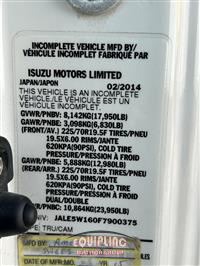 INCOMPLETE VEHICLE MFD BY/
VÉHICULE INCOMPLET FABRIQUÉ PAR
ISUZU MOTORS LIMITED
JAPAN/JAPON 02/2014
THIS VEHICLE IS AN INCOMPLETE
VEHICLE/LE VÉHICULE EST UN
VÉHICULE INCOMPLET
GVWR/PNBV: 8,142KG(17,950LB)
GAWR/PNBE: 3,098KG(6,830LB)
(FRONT/AV.) 225/70R19.5F TIRES/PNEU
19.5X6.00 RIMS/JANTE
620KPA(90PSI), COLD TIRE
PRESSURE/PRESSION À FROID
GAWR/PNBE: 5,888KG(12,980LB)
(REAR/ARR.) 225/70R19.5F TIRES/PNEU
19.5X6.00 RIMS/JANTE
620KPA(90PSI), COLD TIRE
PRESSURE/PRESSION À FROID
DUAL/DOUBLE
GCWR/PNBC: 10,864KG(23,950LB)
VIN/NIV: JALE5W160F7900375
TYPE: TRU/CAM
EQUIPLINC
DATE OF MFR.